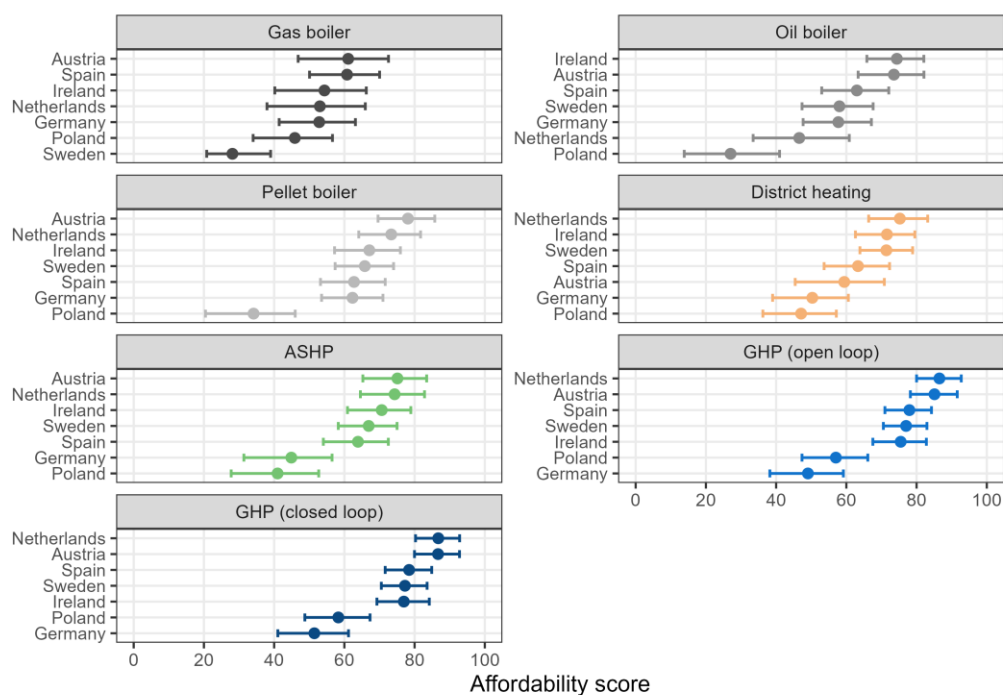 Gas boiler
Austria
Spain
Ireland
Netherlands
Germany
Poland
Sweden
Oil boiler
Ireland
Austria
Spain
Sweden
Germany
Netherlands
Poland
Pellet boiler
Austria
Netherlands
Ireland
Sweden
Spain
Germany
Poland
District heating
Netherlands
Ireland
Sweden
Spain
Austria
Germany
Poland
ASHP
Austria
Netherlands
Ireland
Sweden
Spain
Germany
Poland
GHP (open loop)
Netherlands
Austria
Spain
Sweden
Ireland
Poland
Germany
0 20 40 60 80 100
GHP (closed loop)
Netherlands
Austria
Spain
Sweden
Ireland
Poland
Germany
0 20 40 60 80 100
Affordability score